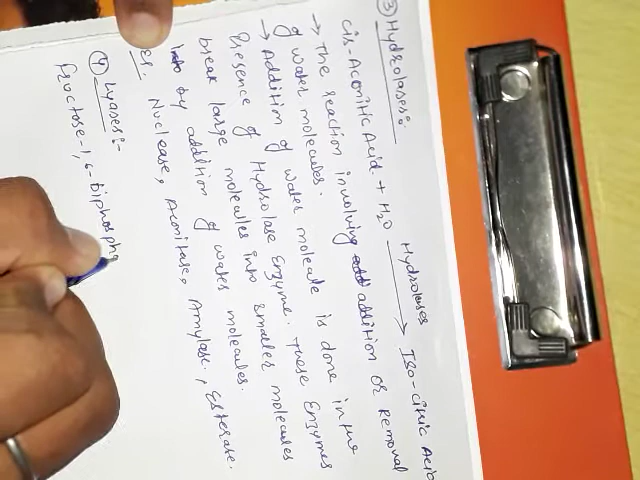 ③ Hydrolases:-
cis-Aconitic Acid + H2O Hydrolases → Iso-citric Acid
→ The reaction involving addition or removal
of water molecules.
→ Addition of water molecule is done in the
Presence of Hydrolase Enzyme. These Enzymes
break large molecules into smaller molecules
by addition of water molecules.
Ex. Nuclease, Aconitase, Amylase, Esterase.
④ Lyases:-
Fructose-1,6-biphosph